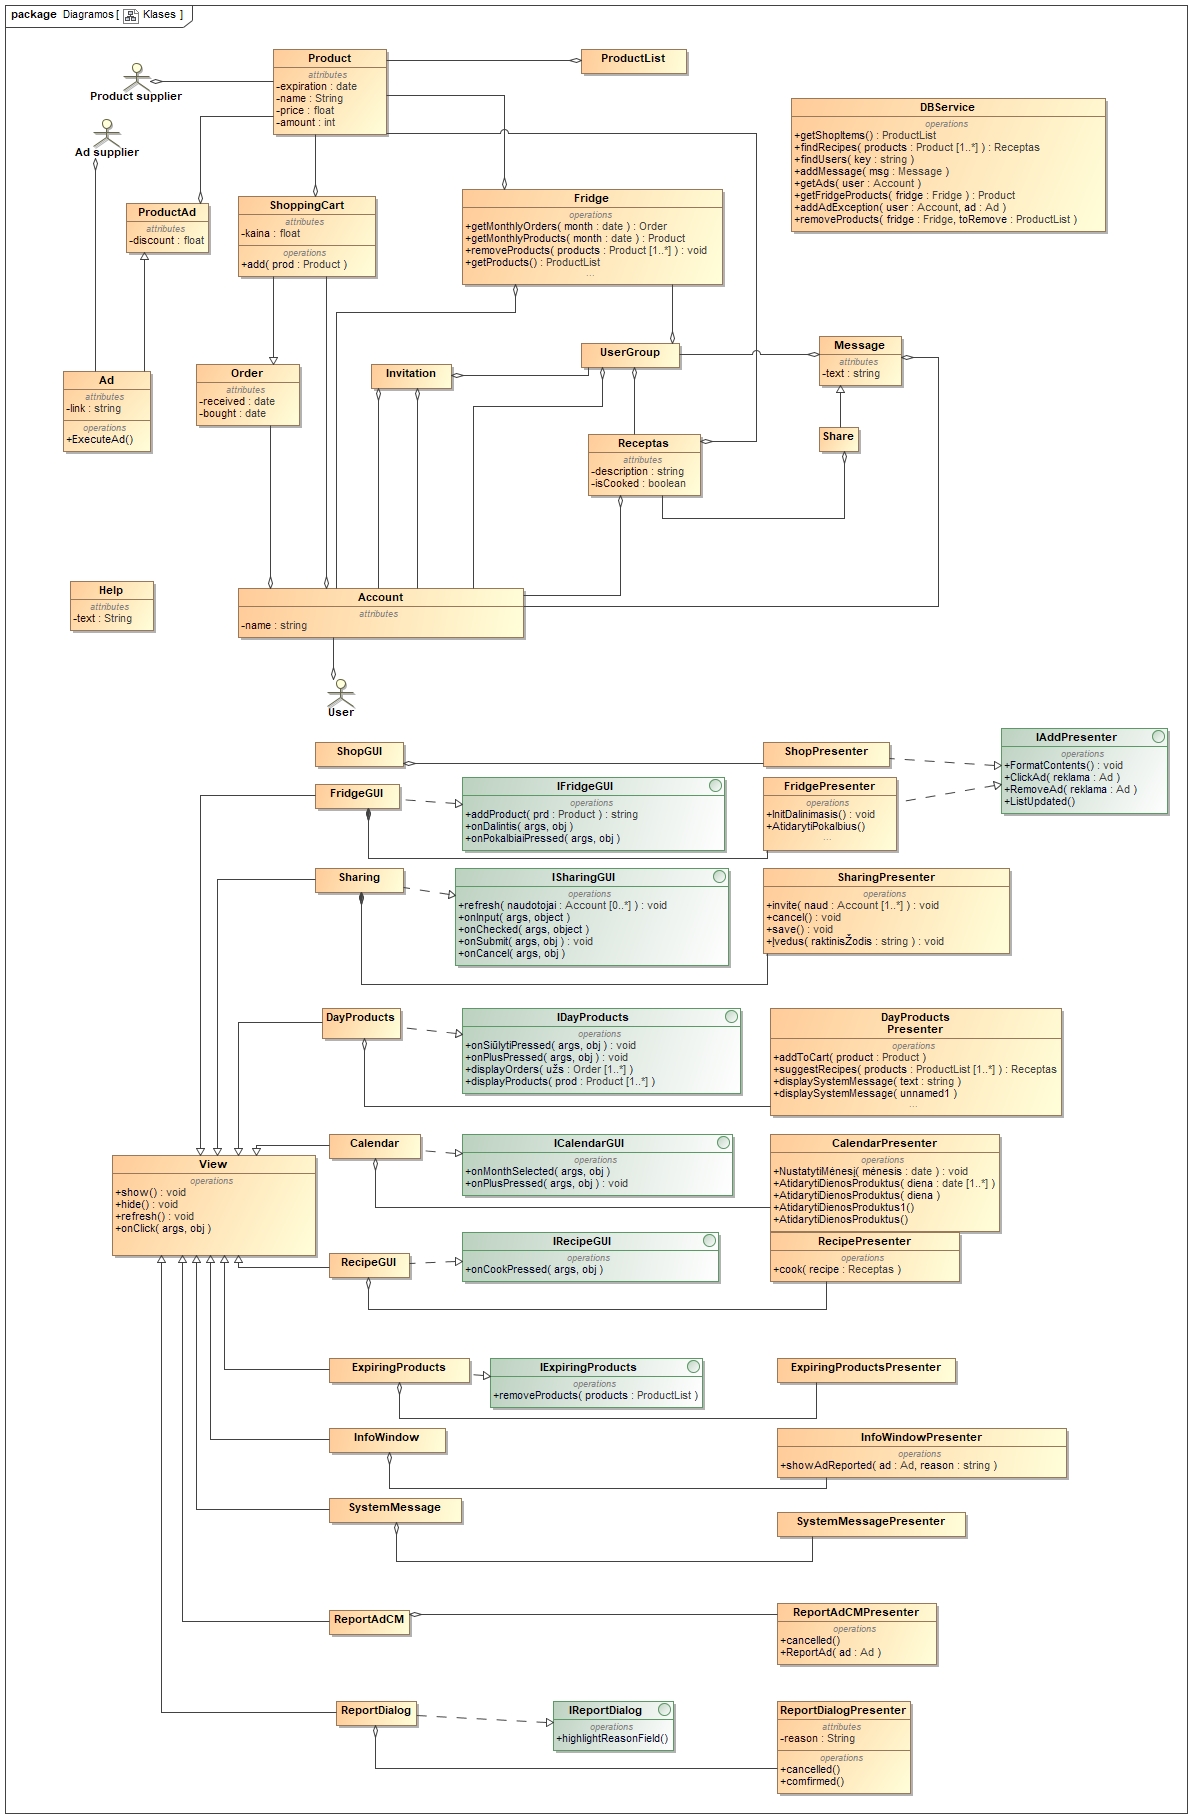 package Diagramos [ Klases ]
Product
attributes
-expiration : date
-name : String
-price : float
-amount : int
ProductList
Product supplier
Ad supplier
DBService
operations
+getShopItems() : ProductList
+findRecipes( products : Product [1..*] ) : Receptas
+findUsers( key : string )
+addMessage( msg : Message )
+getAds( user : Account )
+getFridgeProducts( fridge : Fridge ) : Product
+addAdException( user : Account, ad : Ad )
+removeProducts( fridge : Fridge, toRemove : ProductList )
ProductAd
attributes
-discount : float
ShoppingCart
attributes
-kaina : float
operations
+add( prod : Product )
Fridge
operations
+getMonthlyOrders( month : date ) : Order
+getMonthlyProducts( month : date ) : Product
+removeProducts( products : Product [1..*] ) : void
+getProducts() : ProductList
...
Ad
attributes
-link : string
operations
+ExecuteAd()
Order
attributes
-received : date
-bought : date
Invitation
UserGroup
Message
attributes
-text : string
Share
Receptas
attributes
-description : string
-isCooked : boolean
Help
attributes
-text : String
Account
attributes
-name : string
User
ShopGUI
ShopPresenter
IAddPresenter
operations
+FormatContents() : void
+ClickAd( reklama : Ad )
+RemoveAd( reklama : Ad )
+ListUpdated()
FridgeGUI
IFridgeGUI
operations
+addProduct( prd : Product ) : string
+onDalintis( args, obj )
+onPokalbiaiPressed( args, obj )
FridgePresenter
operations
+InitDalinimasis() : void
+AtidarytiPokalbius()
...
Sharing
ISharingGUI
operations
+refresh( naudotojai : Account [0..*] ) : void
+onInput( args, object )
+onChecked( args, object )
+onSubmit( args, obj ) : void
+onCancel( args, obj )
SharingPresenter
operations
+invite( naud : Account [1..*] ) : void
+cancel() : void
+save() : void
+Įvedus( raktinisŽodis : string ) : void
DayProducts
IDayProducts
operations
+onSiūlytiPressed( args, obj ) : void
+onPlusPressed( args, obj ) : void
+displayOrders( užs : Order [1..*] )
+displayProducts( prod : Product [1..*] )
DayProducts
Presenter
operations
+addToCart( product : Product )
+suggestRecipes( products : ProductList [1..*] ) : Receptas
+displaySystemMessage( text : string )
+displaySystemMessage( unnamed1 )
...
Calendar
ICalendarGUI
operations
+onMonthSelected( args, obj )
+onPlusPressed( args, obj ) : void
CalendarPresenter
operations
+NustatytiMėnesį( mėnesis : date ) : void
+AtidarytiDienosProduktus( diena : date [1..*] )
+AtidarytiDienosProduktus( diena )
+AtidarytiDienosProduktus1()
+AtidarytiDienosProduktus()
View
operations
+show() : void
+hide() : void
+refresh() : void
+onClick( args, obj )
RecipeGUI
IRecipeGUI
operations
+onCookPressed( args, obj )
RecipePresenter
operations
+cook( recipe : Receptas )
ExpiringProducts
IExpiringProducts
operations
+removeProducts( products : ProductList )
ExpiringProductsPresenter
InfoWindow
InfoWindowPresenter
operations
+showAdReported( ad : Ad, reason : string )
SystemMessage
SystemMessagePresenter
ReportAdCM
ReportAdCMPresenter
operations
+cancelled()
+ReportAd( ad : Ad )
ReportDialog
IReportDialog
operations
+highlightReasonField()
ReportDialogPresenter
attributes
-reason : String
operations
+cancelled()
+comfirmed()